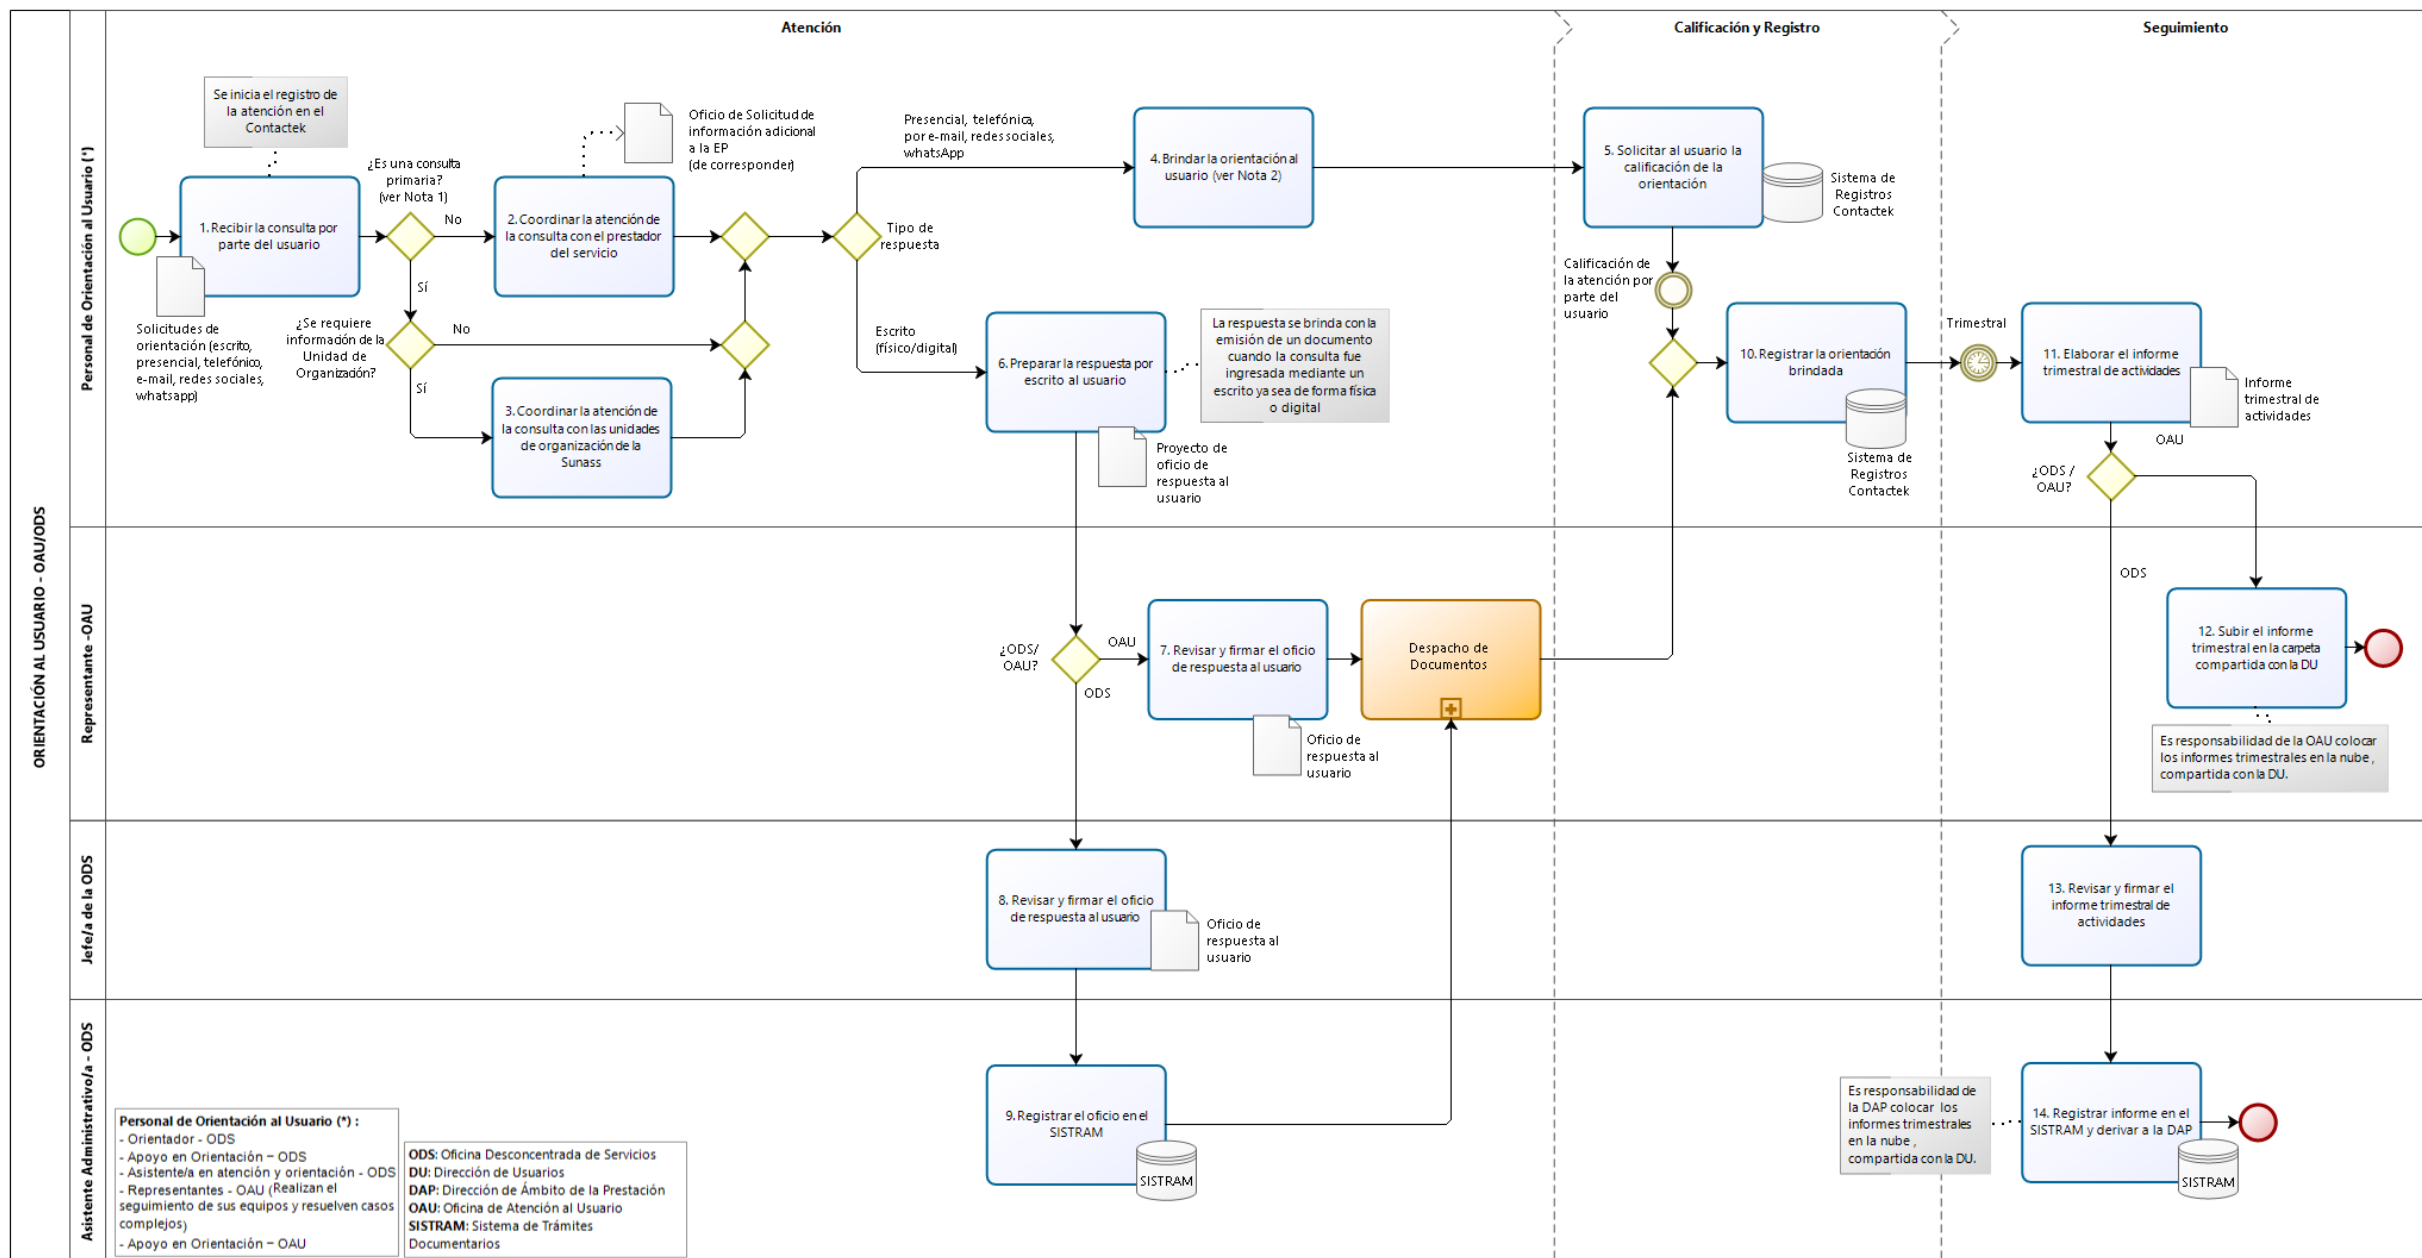 Atención
Calificación y Registro
Seguimiento
ORIENTACIÓN AL USUARIO - OAU/ODS
Personal de Orientación al Usuario (*)
Se inicia el registro de
la atención en el
Contactek
1. Recibir la consulta por
parte del usuario
Solicitudes de
orientación (escrito,
presencial, telefónico,
e-mail, redes sociales,
whatsapp)
¿Es una consulta
primaria?
(ver Nota 1)
No
Sí
¿Se requiere
información de la
Unidad de
Organización?
No
Sí
2. Coordinar la atención de
la consulta con el prestador
del servicio
Oficio de Solicitud de
información adicional
a la EP
(de corresponder)
3. Coordinar la atención de
la consulta con las unidades
de organización de la
Sunass
Tipo de
respuesta
Presencial, telefónica,
por e-mail, redes sociales,
whatsApp
Escrito
(físico/digital)
4. Brindar la orientación al
usuario (ver Nota 2)
6. Preparar la respuesta por
escrito al usuario
La respuesta se brinda con la
emisión de un documento
cuando la consulta fue
ingresada mediante un
escrito ya sea de forma física
o digital
Proyecto de
oficio de
respuesta al
usuario
5. Solicitar al usuario la
calificación de la
orientación
Sistema de
Registros
Contactek
Calificación de
la atención por
parte del
usuario
10. Registrar la orientación
brindada
Sistema de
Registros
Contactek
Trimestral
11. Elaborar el informe
trimestral de actividades
Informe
trimestral de
actividades
OAU
¿ODS /
OAU?
ODS
Representante -OAU
¿ODS/
OAU?
OAU
ODS
7. Revisar y firmar el oficio
de respuesta al usuario
Oficio de
respuesta al
usuario
Despacho de
Documentos
12. Subir el informe
trimestral en la carpeta
compartida con la DU
Es responsabilidad de la OAU colocar
los informes trimestrales en la nube ,
compartida con la DU.
Jefe/a de la ODS
8. Revisar y firmar el oficio
de respuesta al usuario
Oficio de
respuesta al
usuario
13. Revisar y firmar el
informe trimestral de
actividades
Asistente Administrativo/a - ODS
9. Registrar el oficio en el
SISTRAM
SISTRAM
Es responsabilidad de
la DAP colocar los
informes trimestrales
en la nube ,
compartida con la DU.
14. Registrar informe en el
SISTRAM y derivar a la DAP
SISTRAM
Personal de Orientación al Usuario (*) :
- Orientador - ODS
- Apoyo en Orientación – ODS
- Asistente/a en atención y orientación - ODS
- Representantes - OAU (Realizan el
seguimiento de sus equipos y resuelven casos
complejos)
- Apoyo en Orientación – OAU
ODS: Oficina Desconcentrada de Servicios
DU: Dirección de Usuarios
DAP: Dirección de Ámbito de la Prestación
OAU: Oficina de Atención al Usuario
SISTRAM: Sistema de Trámites
Documentarios